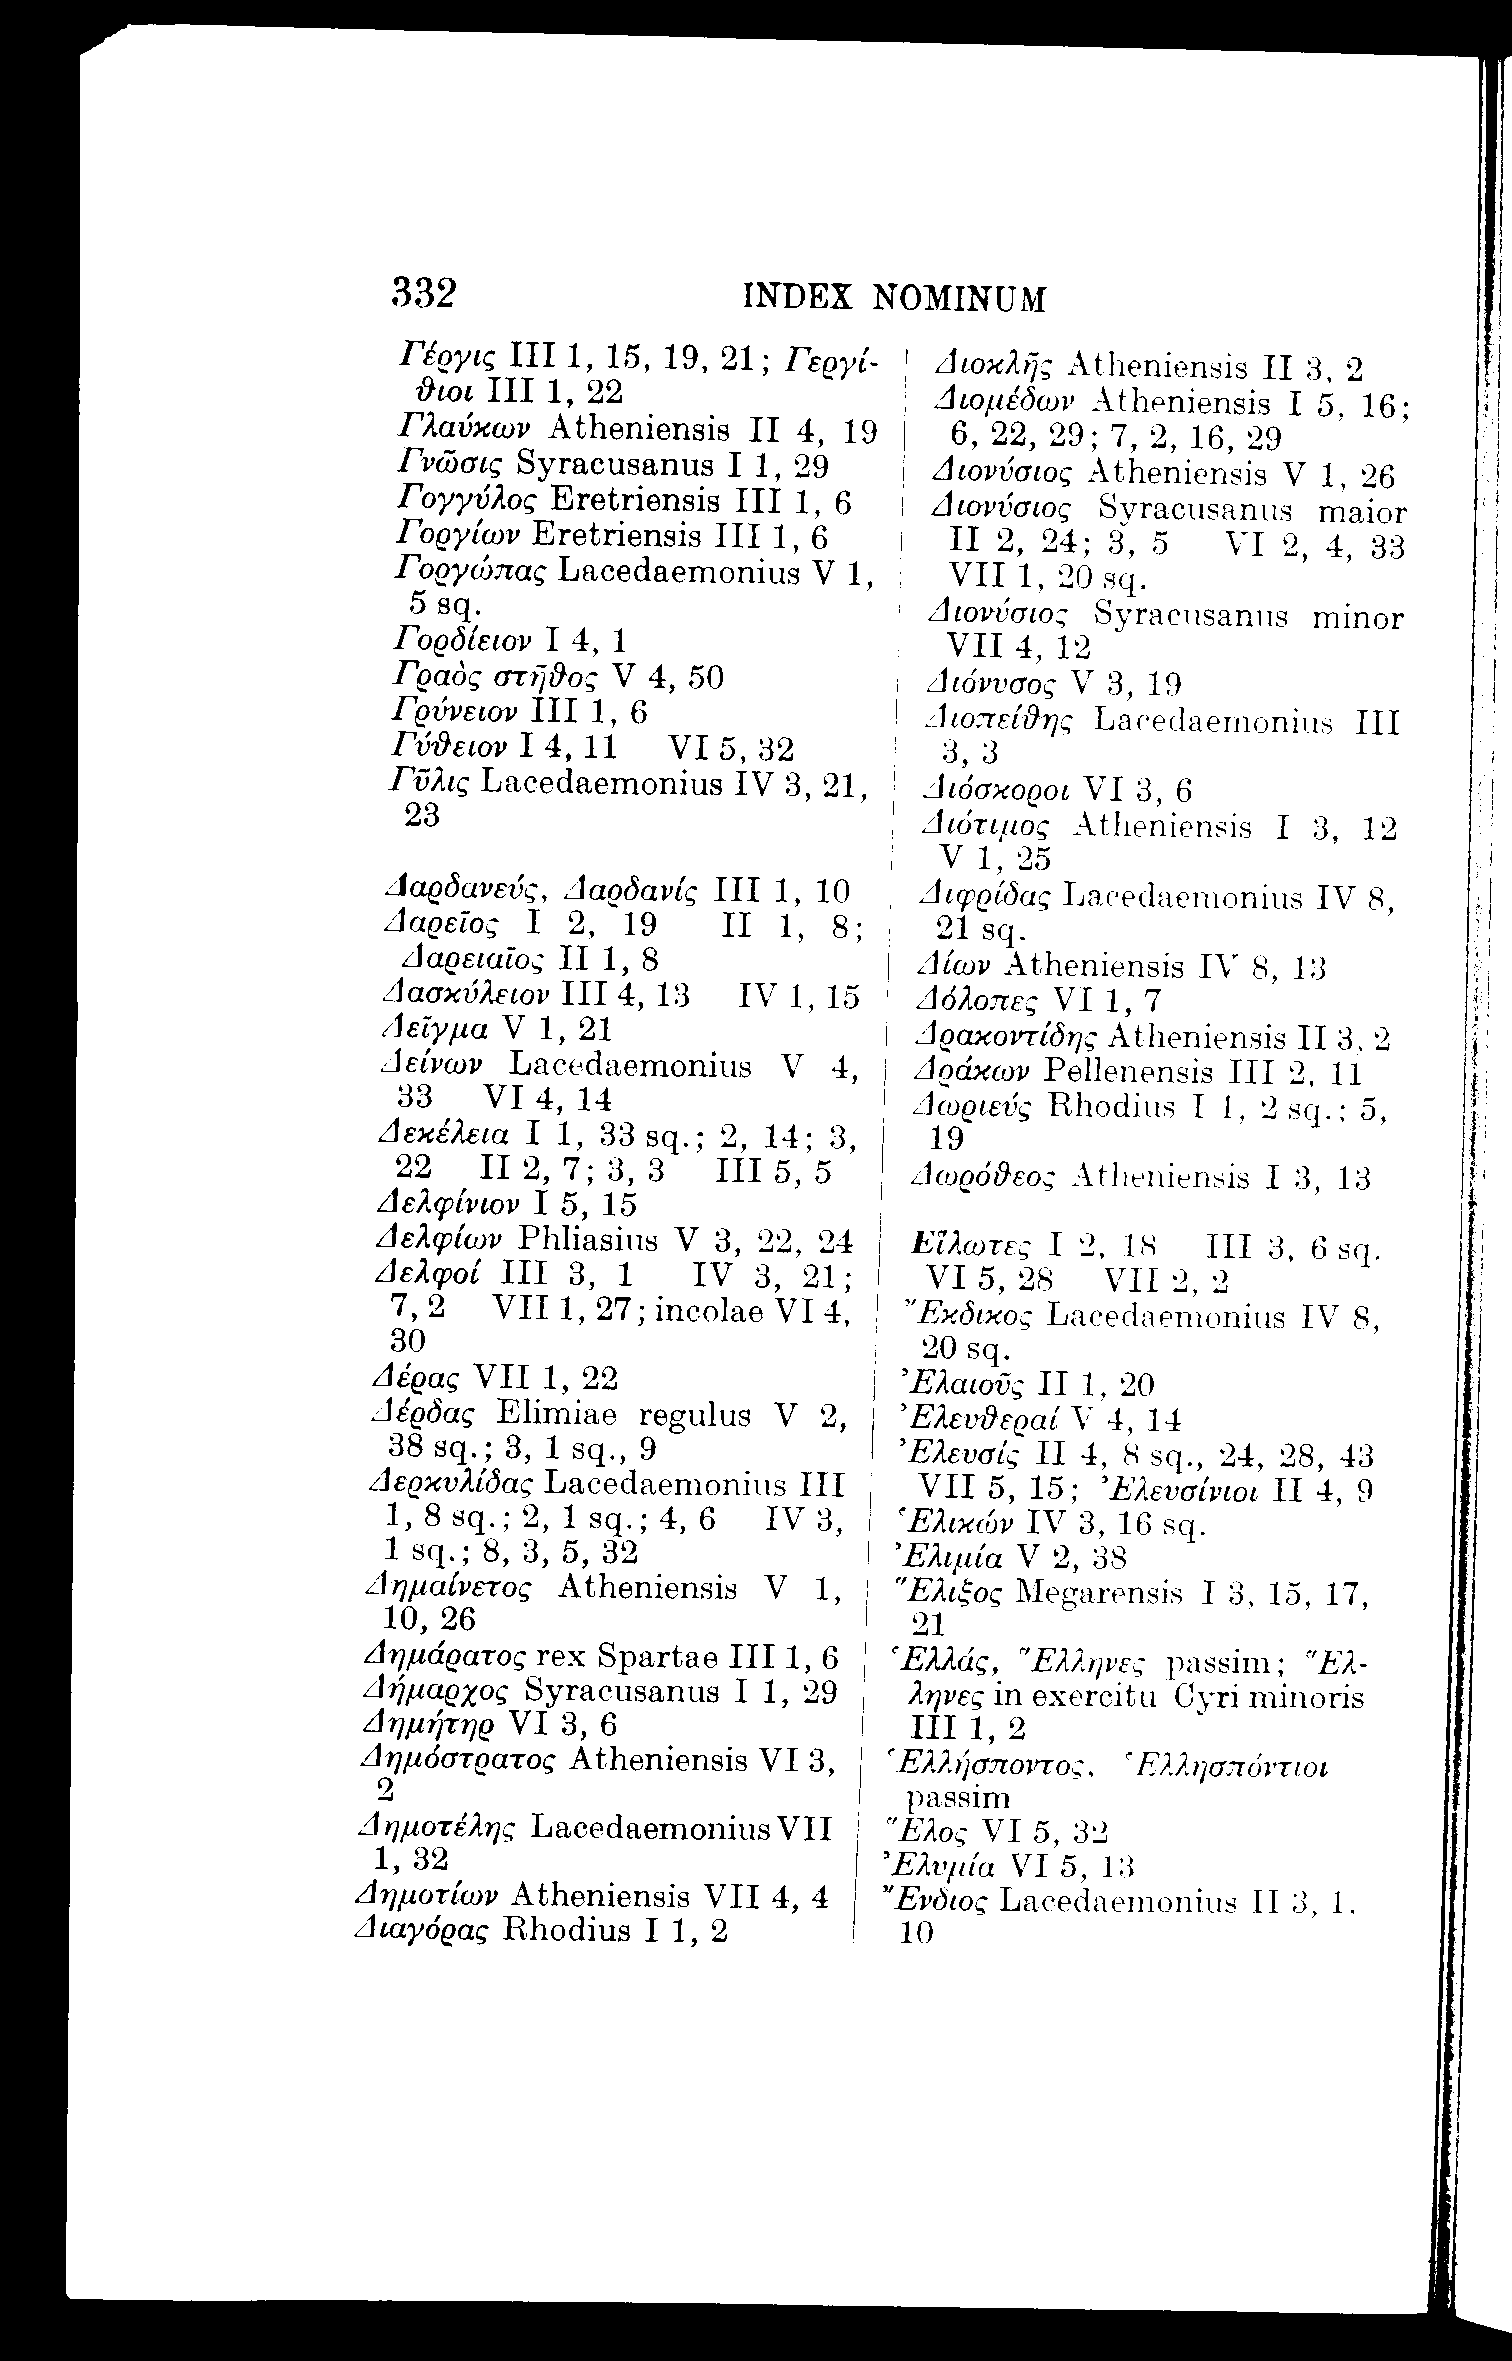 332 INDEX NOMINUM
Γέργις III 1, 15, 19, 21; Γεργί-
θιοι III 1, 22
Γλαύκων Atheniensis II 4, 19
Γνῶσις Syracusanus I 1, 29
Γογγύλος Eretriensis III 1, 6
Γοργίων Eretriensis III 1, 6
Γοργώπας Lacedaemonius V 1,
5 sq.
Γορδίειον I 4, 1
Γραὸς στῆθος V 4, 50
Γρύνειον III 1, 6
Γύθειον I 4, 11 VI 5, 32
Γῦλις Lacedaemonius IV 3, 21,
23
Δαρδανεύς, Δαρδανίς III 1, 10
Δαρεῖος I 2, 19 II 1, 8;
Δαρειαῖος II 1, 8
Δασκύλειον III 4, 13 IV 1, 15
Δεῖγμα V 1, 21
Δείνων Lacedaemonius V 4,
33 VI 4, 14
Δεκέλεια I 1, 33 sq.; 2, 14; 3,
22 II 2, 7; 3, 3 III 5, 5
Δελφίνιον I 5, 15
Δελφίων Phliasius V 3, 22, 24
Δελφοί III 3, 1 IV 3, 21;
7, 2 VII 1, 27; incolae VI 4,
30
Δέρας VII 1, 22
Δέρδας Elimiae regulus V 2,
38 sq.; 3, 1 sq., 9
Δερκυλίδας Lacedaemonius III
1, 8 sq.; 2, 1 sq.; 4, 6 IV 3,
1 sq.; 8, 3, 5, 32
Δημαίνετος Atheniensis V 1,
10, 26
Δημάρατος rex Spartae III 1, 6
Δήμαρχος Syracusanus I 1, 29
Δημήτηρ VI 3, 6
Δημόστρατος Atheniensis VI 3,
2
Δημοτέλης Lacedaemonius VII
1, 32
Δημοτίων Atheniensis VII 4, 4
Διαγόρας Rhodius I 1, 2
Διοκλῆς Atheniensis II 3, 2
Διομέδων Atheniensis I 5, 16;
6, 22, 29; 7, 2, 16, 29
Διονύσιος Atheniensis V 1, 26
Διονύσιος Syracusanus maior
II 2, 24; 3, 5 VI 2, 4, 33
VII 1, 20 sq.
Διονύσιος Syracusanus minor
VII 4, 12
Διόνυσος V 3, 19
Διοπείθης Lacedaemonius III
3, 3
Διόσκοροι VI 3, 6
Διότιμος Atheniensis I 3, 12
V 1, 25
Διφρίδας Lacedaemonius IV 8,
21 sq.
Δίων Atheniensis IV 8, 13
Δόλοπες VI 1, 7
Δρακοντίδης Atheniensis II 3, 2
Δράκων Pellenensis III 2, 11
Δωριεύς Rhodius I 1, 2 sq.; 5,
19
Δωρόθεος Atheniensis I 3, 13
Εἵλωτες I 2, 18 III 3, 6 sq.
VI 5, 28 VII 2, 2
Ἔκδικος Lacedaemonius IV 8,
20 sq.
Ἐλαιοῦς II 1, 20
Ἐλευθεραί V 4, 14
Ἐλευσίς II 4, 8 sq., 24, 28, 43
VII 5, 15; Ἐλευσίνιοι II 4, 9
Ἑλικών IV 3, 16 sq.
Ἐλιμία V 2, 38
Ἕλιξος Megarensis I 3, 15, 17,
21
Ἑλλάς, Ἕλληνες passim; Ἕλ-
ληνες in exercitu Cyri minoris
III 1, 2
Ἑλλήσποντος, Ἑλλησπόντιοι
passim
Ἕλος VI 5, 32
Ἐλυμία VI 5, 13
Ἔνδιος Lacedaemonius II 3, 1,
10